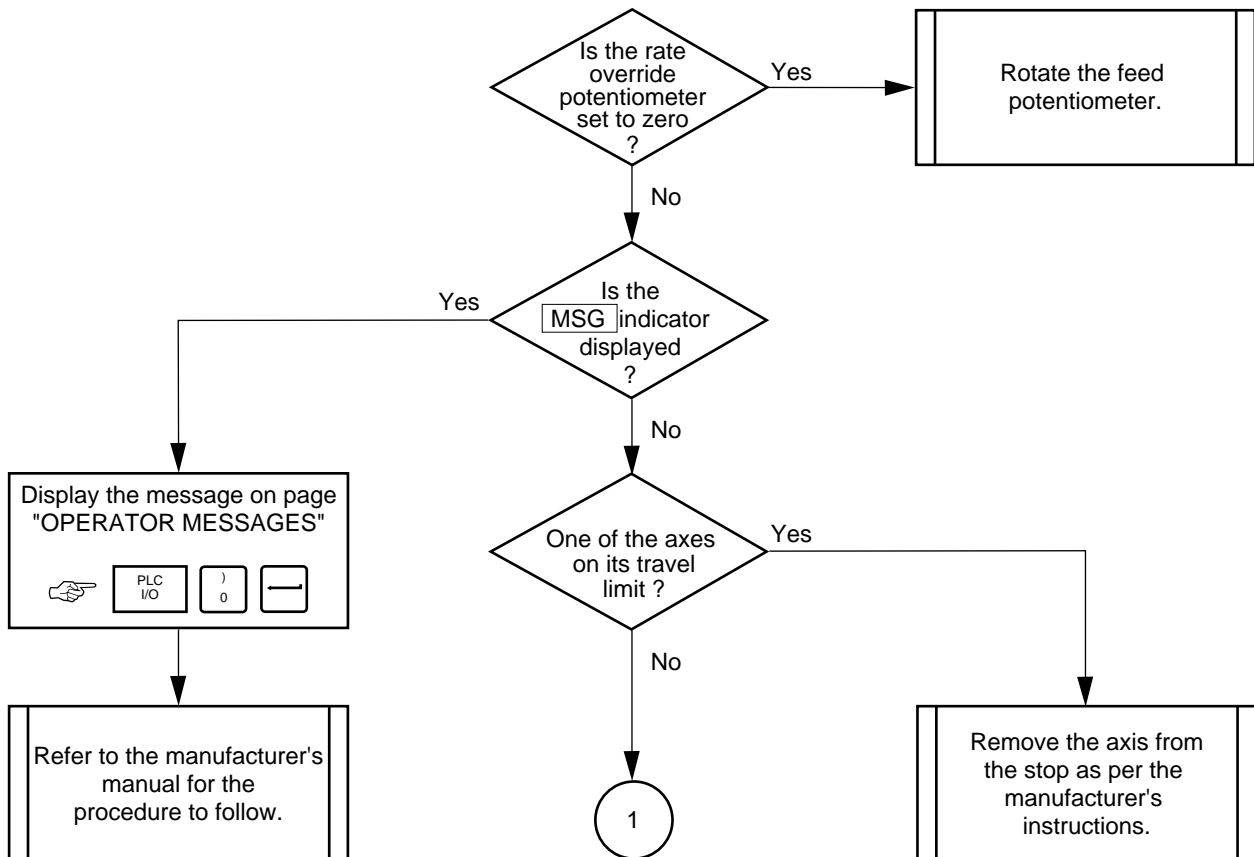 Is the rate
override
potentiometer
set to zero
?
Yes
Rotate the feed
potentiometer.
No
Is the
MSG indicator
displayed
?
Yes
No
Display the message on page
"OPERATOR MESSAGES"
PLC
I/O
)
0
One of the axes
on its travel
limit ?
Yes
No
Refer to the manufacturer's
manual for the
procedure to follow.
1
Remove the axis from
the stop as per the
manufacturer's
instructions.